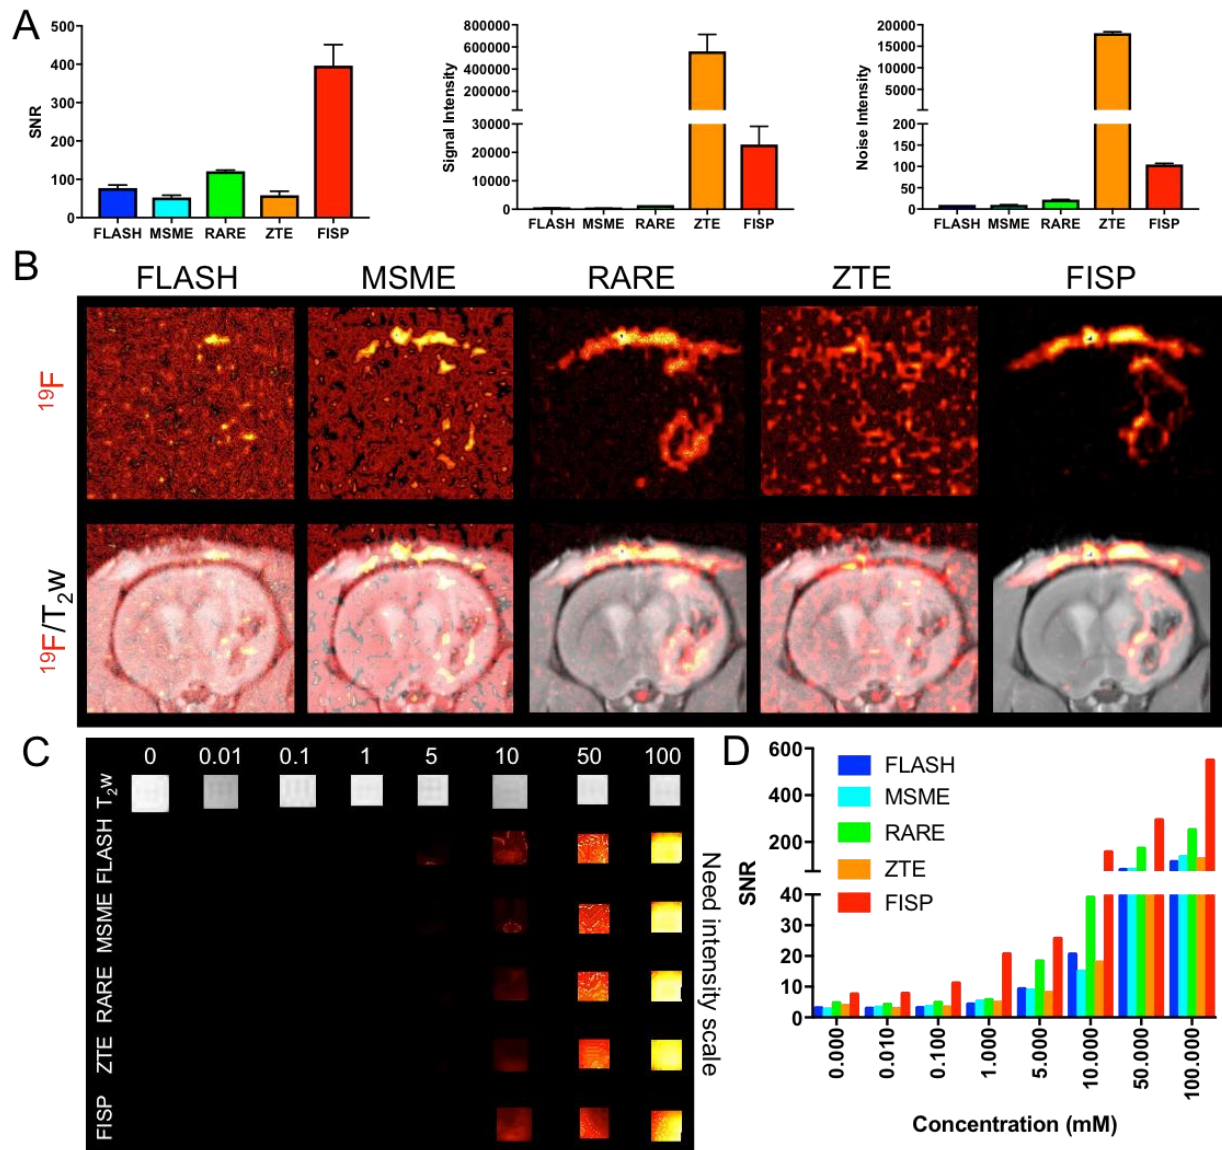 A
500
400
300
200
100
0
SNR
FLASH MSME RARE ZTE FISP
800000
600000
400000
200000
30000
20000
10000
0
Signal Intensity
FLASH MSME RARE ZTE FISP
20000
15000
10000
5000
200
150
100
50
0
Noise Intensity
FLASH MSME RARE ZTE FISP
B
FLASH MSME RARE ZTE FISP
¹⁹F
¹⁹F/T₂w
C
0 0.01 0.1 1 5 10 50 100
T₂w
FLASH
MSME
RARE
ZTE
FISP
Need intensity scale
D
600
400
200
40
30
20
10
0
SNR
FLASH
MSME
RARE
ZTE
FISP
0.000 0.010 0.100 1.000 5.000 10.000 50.000 100.000
Concentration (mM)